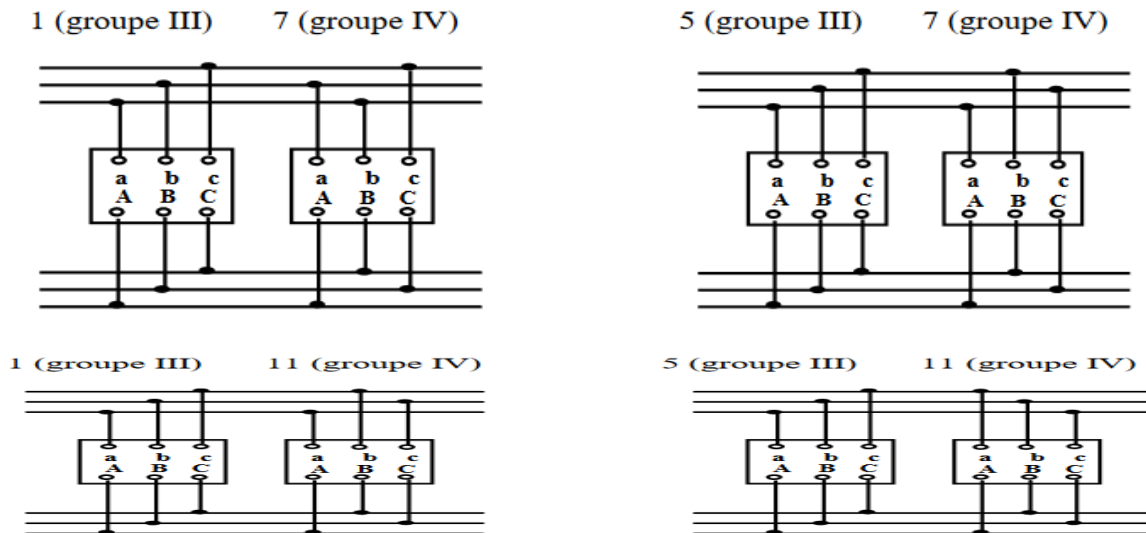 1 (groupe III) 7 (groupe IV)
a b c a b c
A B C A B C
5 (groupe III) 7 (groupe IV)
a b c a b c
A B C A B C
1 (groupe III) 11 (groupe IV)
a b c a b c
A B C A B C
5 (groupe III) 11 (groupe IV)
a b c a b c
A B C A B C